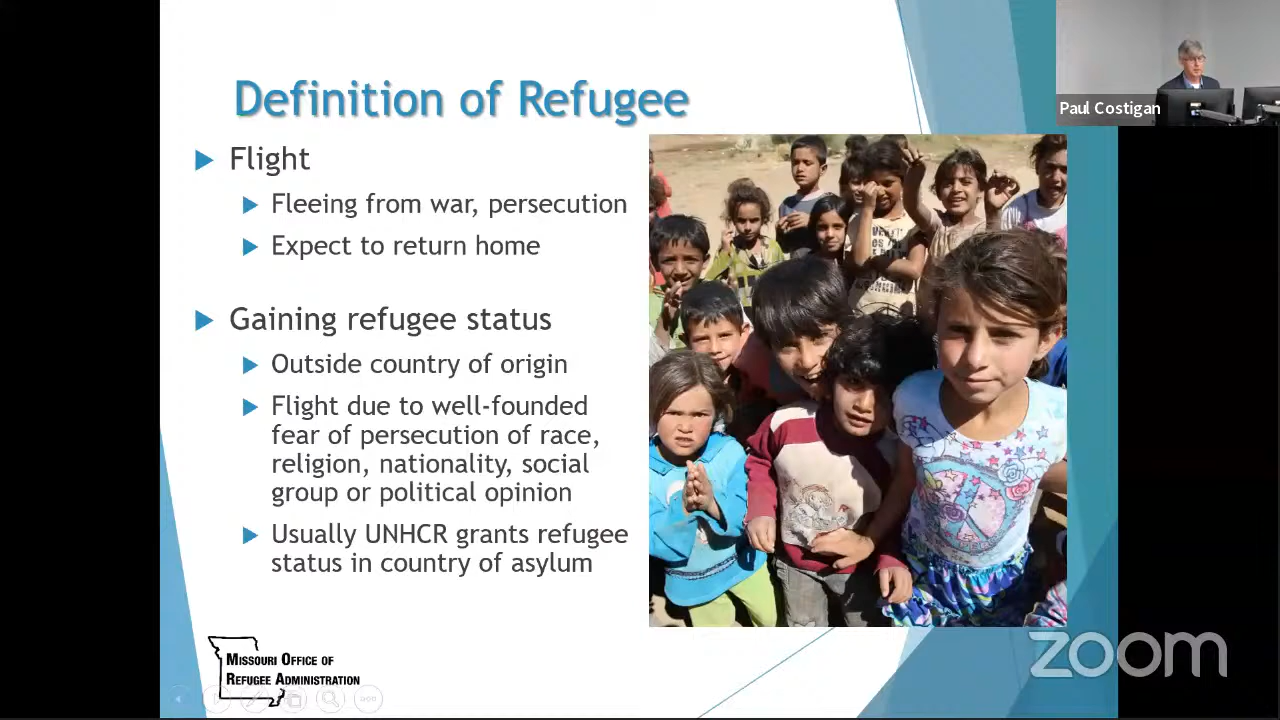 Definition of Refugee
Flight
Fleeing from war, persecution
Expect to return home
Gaining refugee status
Outside country of origin
Flight due to well-founded
fear of persecution of race,
religion, nationality, social
group or political opinion
Usually UNHCR grants refugee
status in country of asylum
MISSOURI OFFICE OF
REFUGEE ADMINISTRATION
Paul Costigan
zoom